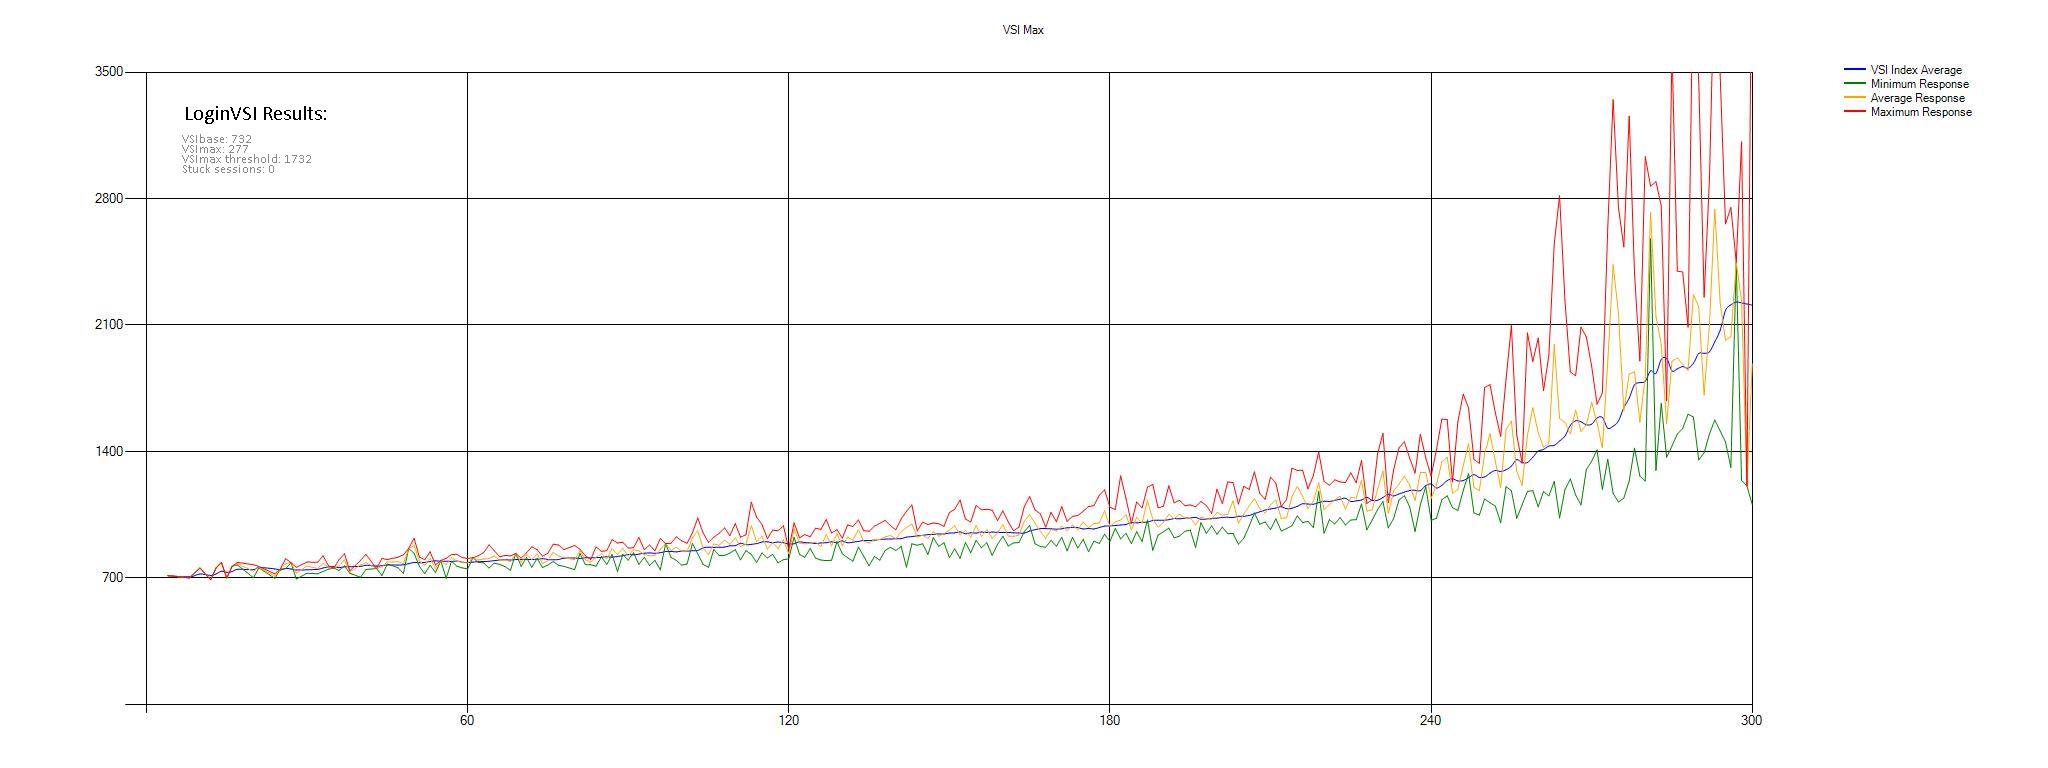 VSI Max
3500
2800
2100
1400
700
60
120
180
240
300
LoginVSI Results:
VSIbase: 732
VSImax: 277
VSImax threshold: 1732
Stuck sessions: 0
VSI Index Average
Minimum Response
Average Response
Maximum Response